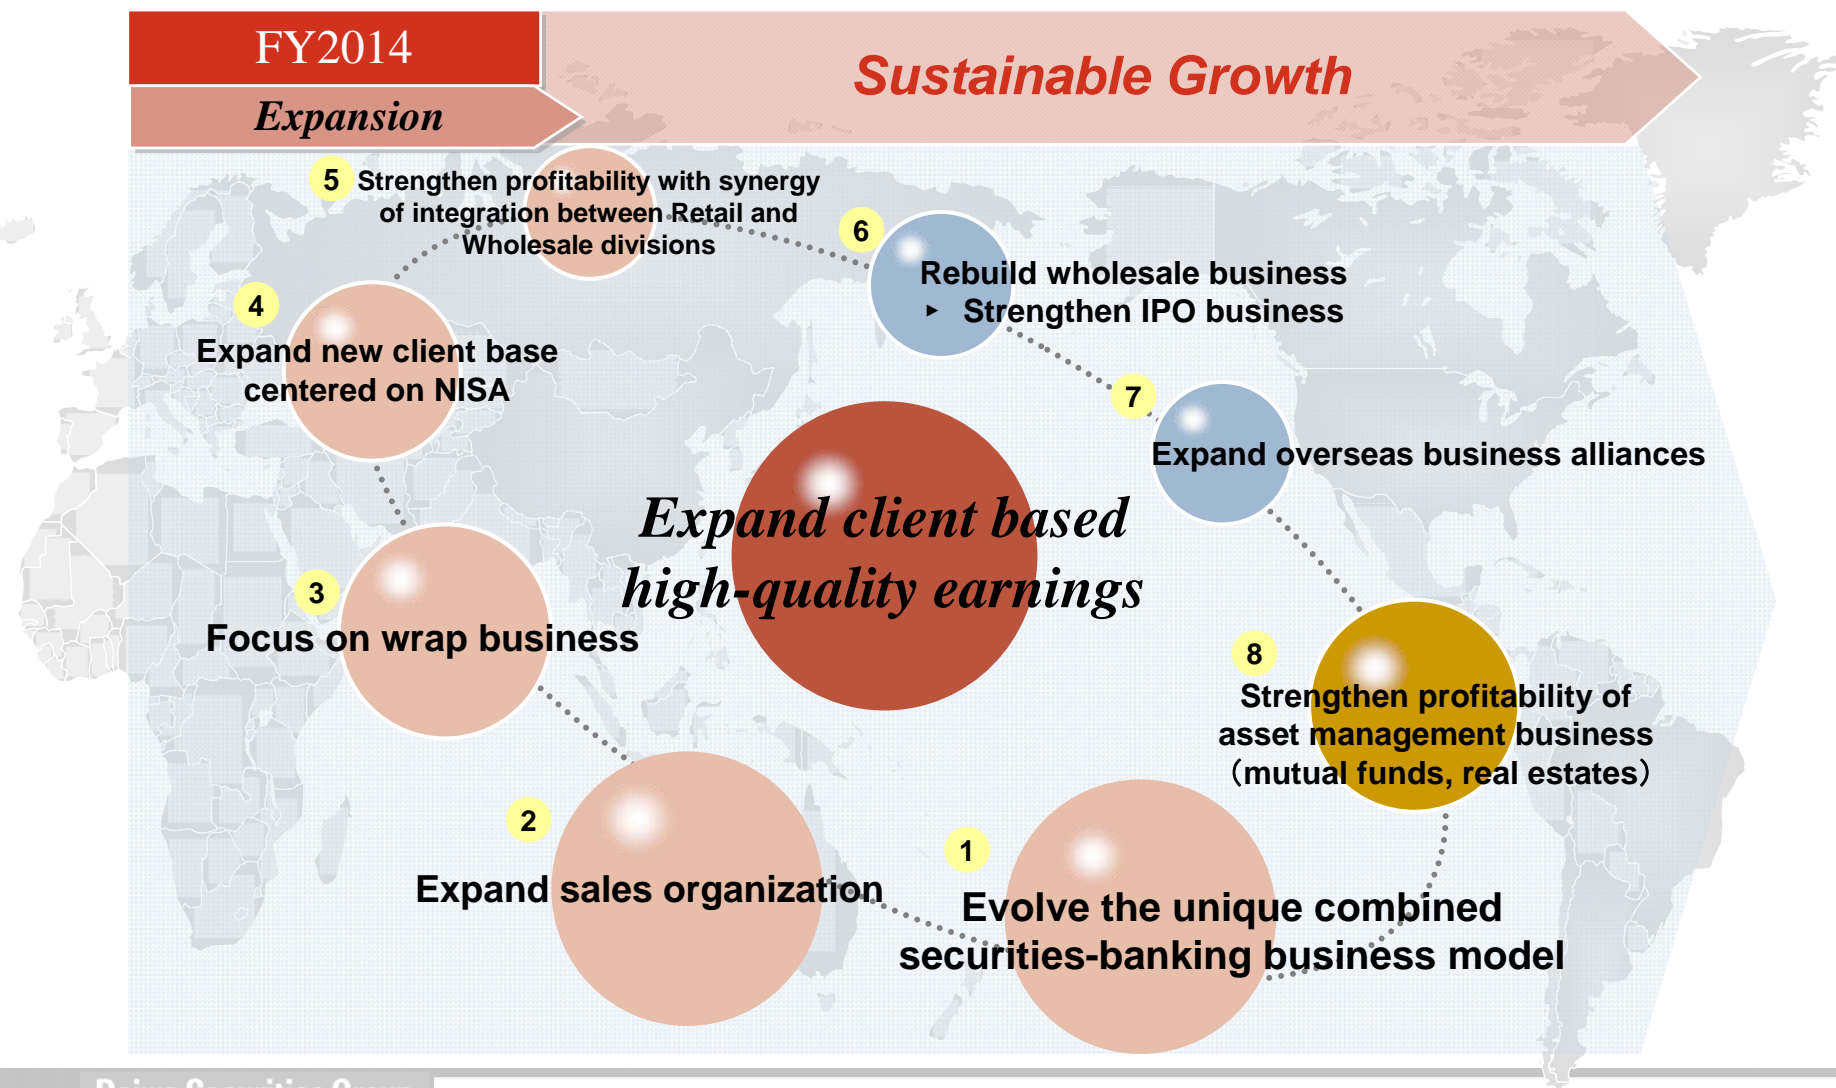 FY2014
Sustainable Growth
Expansion
5
Strengthen profitability with synergy
of integration between Retail and
Wholesale divisions
6
Rebuild wholesale business
▸ Strengthen IPO business
4
Expand new client base
centered on NISA
7
Expand overseas business alliances
Expand client based
high-quality earnings
3
Focus on wrap business
8
Strengthen profitability of
asset management business
（mutual funds, real estates）
2
Expand sales organization
1
Evolve the unique combined
securities-banking business model
Daiwa Securities Group